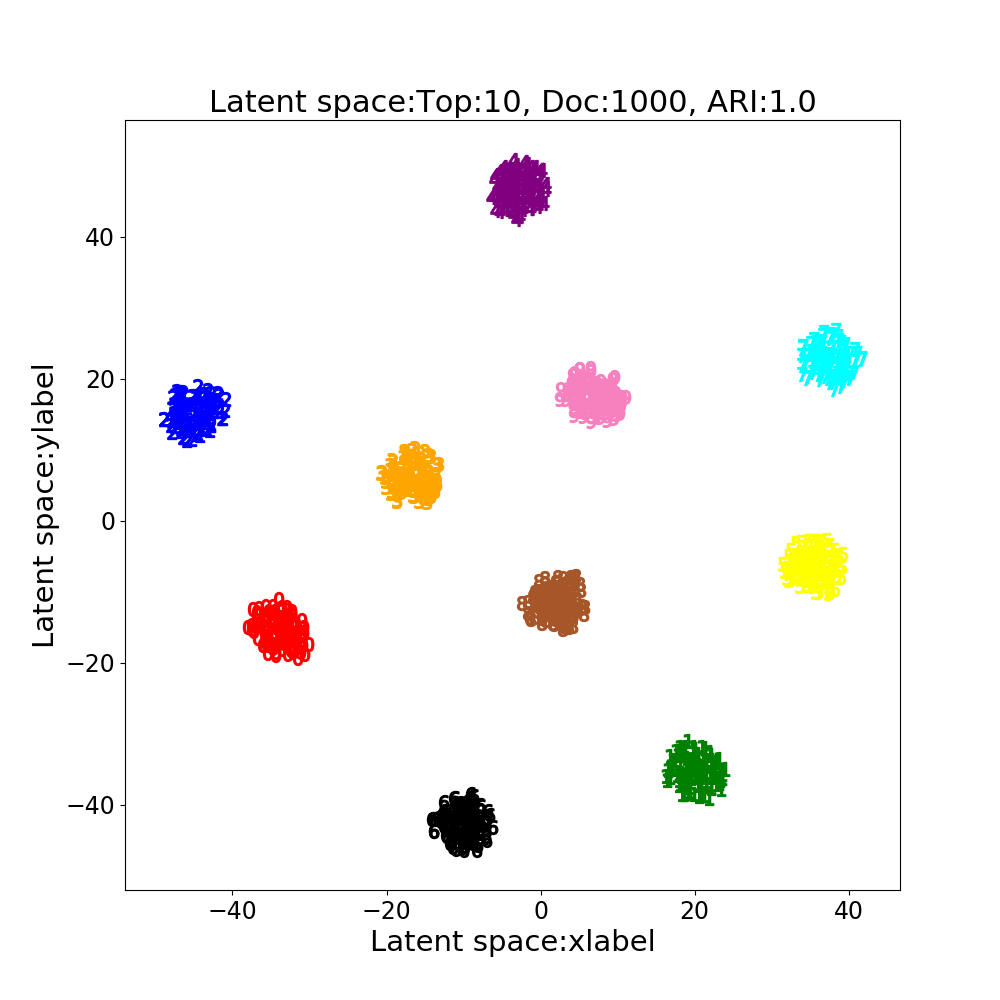 Latent space:Top:10, Doc:1000, ARI:1.0
Latent space:ylabel
40
20
0
−20
−40
−40 −20 0 20 40
Latent space:xlabel